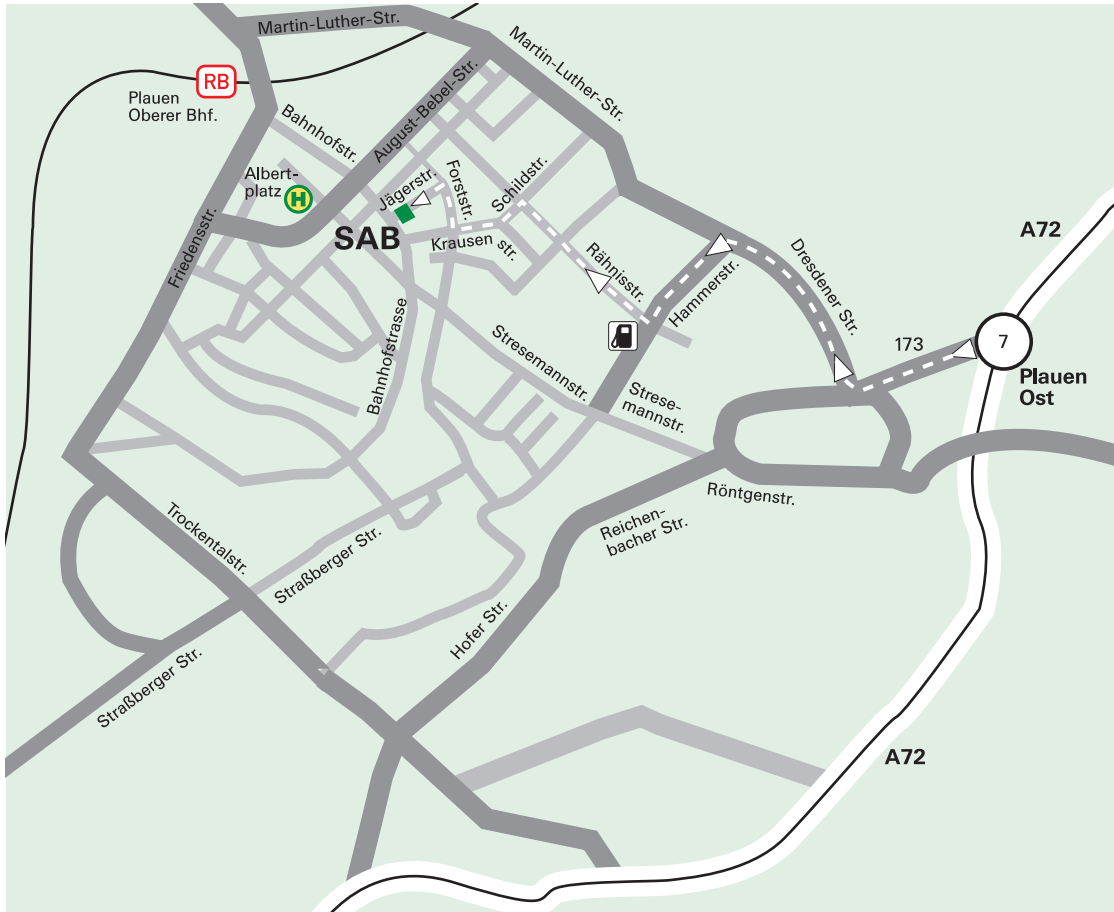 Martin-Luther-Str.
Martin-Luther-Str.
RB
Plauen
Oberer Bhf.
Bahnhofstr.
August-Bebel-Str.
Albert-
platz
H
Jägerstr.
Forststr.
Schildstr.
SAB
Krausen str.
Friedensstr.
Rähnisstr.
Hammerstr.
Dresdener Str.
A72
173
7
Plauen
Ost
Bahnhofstrasse
Stresemannstr.
Strese-
mannstr.
Röntgenstr.
Reichen-
bacher Str.
Trockentalstr.
Straßberger Str.
Hofer Str.
Straßberger Str.
A72